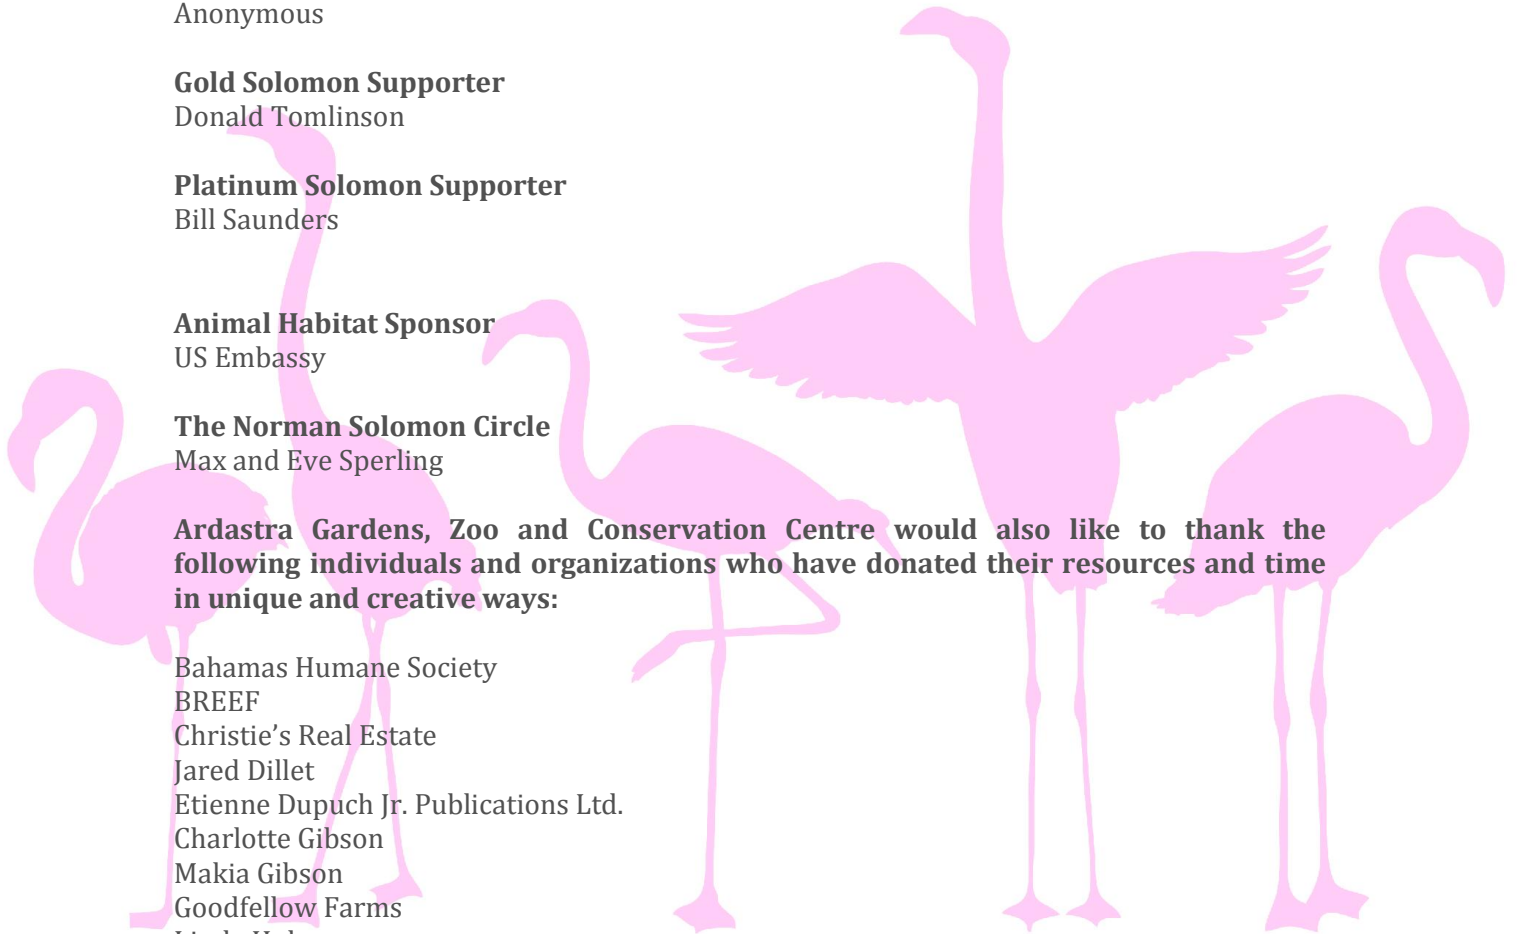 Anonymous
Gold Solomon Supporter
Donald Tomlinson
Platinum Solomon Supporter
Bill Saunders
Animal Habitat Sponsor
US Embassy
The Norman Solomon Circle
Max and Eve Sperling
Ardastra Gardens, Zoo and Conservation Centre would also like to thank the
following individuals and organizations who have donated their resources and time
in unique and creative ways:
Bahamas Humane Society
BREEF
Christie’s Real Estate
Jared Dillet
Etienne Dupuch Jr. Publications Ltd.
Charlotte Gibson
Makia Gibson
Goodfellow Farms